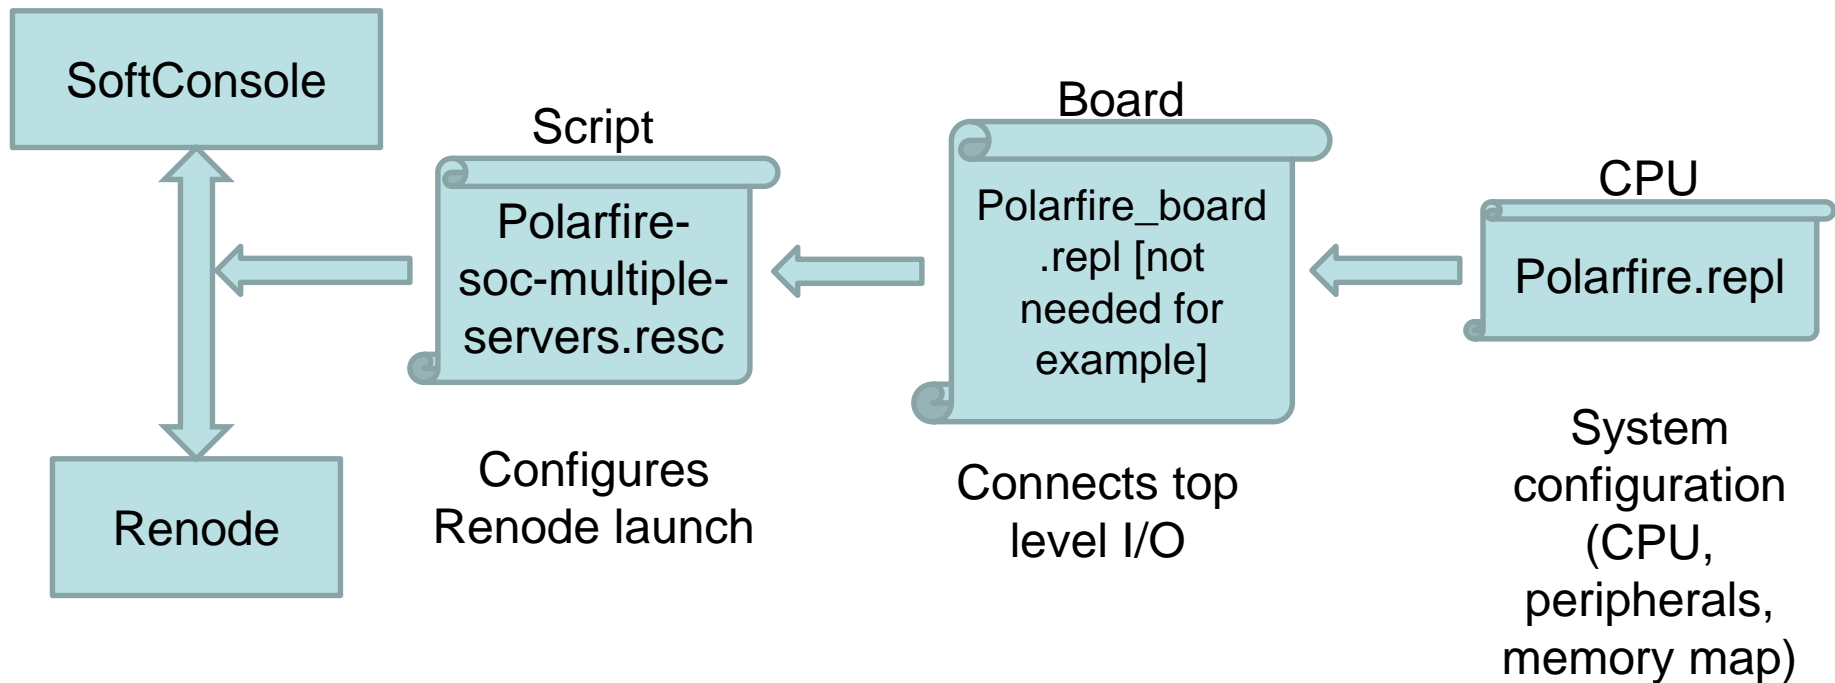 SoftConsole
Renode
Script
Polarfire-
soc-multiple-
servers.resc
Configures
Renode launch
Board
Polarfire_board
.repl [not
needed for
example]
Connects top
level I/O
CPU
Polarfire.repl
System
configuration
(CPU,
peripherals,
memory map)